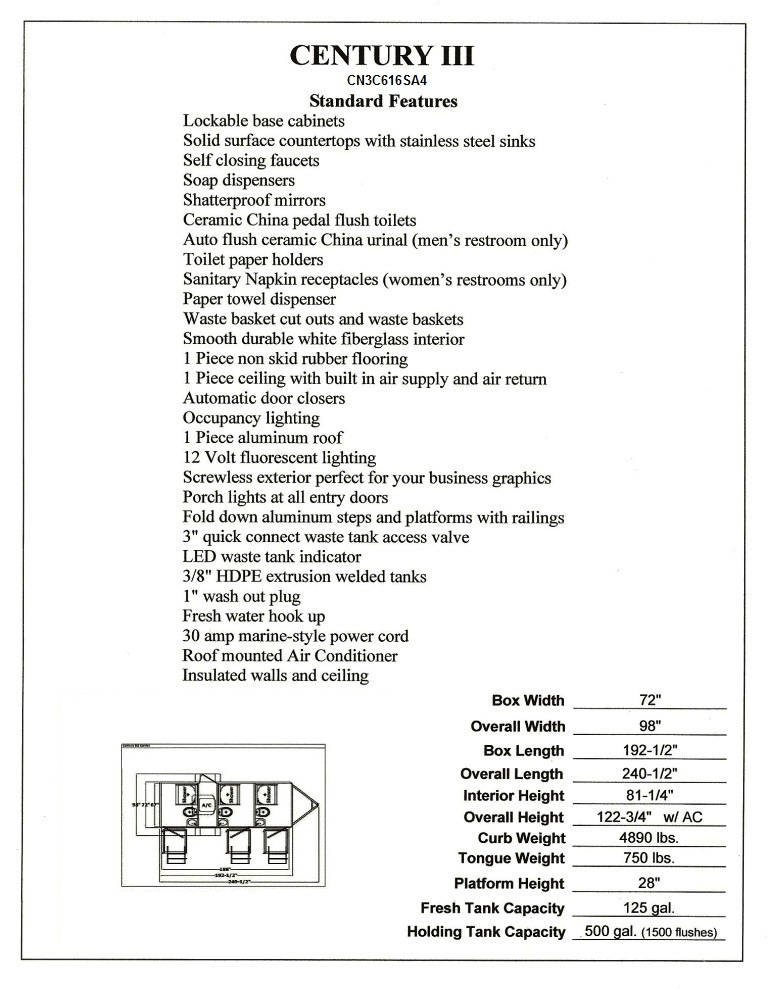 CENTURY III
CN3C616SA4
Standard Features
Lockable base cabinets
Solid surface countertops with stainless steel sinks
Self closing faucets
Soap dispensers
Shatterproof mirrors
Ceramic China pedal flush toilets
Auto flush ceramic China urinal (men's restroom only)
Toilet paper holders
Sanitary Napkin receptacles (women's restrooms only)
Paper towel dispenser
Waste basket cut outs and waste baskets
Smooth durable white fiberglass interior
1 Piece non skid rubber flooring
1 Piece ceiling with built in air supply and air return
Automatic door closers
Occupancy lighting
1 Piece aluminum roof
12 Volt fluorescent lighting
Screwless exterior perfect for your business graphics
Porch lights at all entry doors
Fold down aluminum steps and platforms with railings
3" quick connect waste tank access valve
LED waste tank indicator
3/8" HDPE extrusion welded tanks
1" wash out plug
Fresh water hook up
30 amp marine-style power cord
Roof mounted Air Conditioner
Insulated walls and ceiling
Box Width 72"
Overall Width 98"
Box Length 192-1/2"
Overall Length 240-1/2"
Interior Height 81-1/4"
Overall Height 122-3/4" w/ AC
Curb Weight 4890 lbs.
Tongue Weight 750 lbs.
Platform Height 28"
Fresh Tank Capacity 125 gal.
Holding Tank Capacity 500 gal. (1500 flushes)
Shower
A/C
Shower
Shower
192-1/2"
240-1/2"